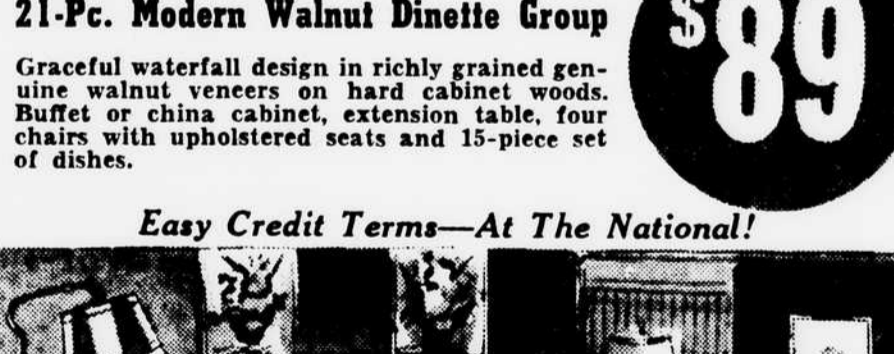 21-Pc. Modern Walnut Dinette Group
$89
Graceful waterfall design in richly grained gen-
uine walnut veneers on hard cabinet woods.
Buffet or china cabinet, extension table, four
chairs with upholstered seats and 15-piece set
of dishes.
Easy Credit Terms—At The National!